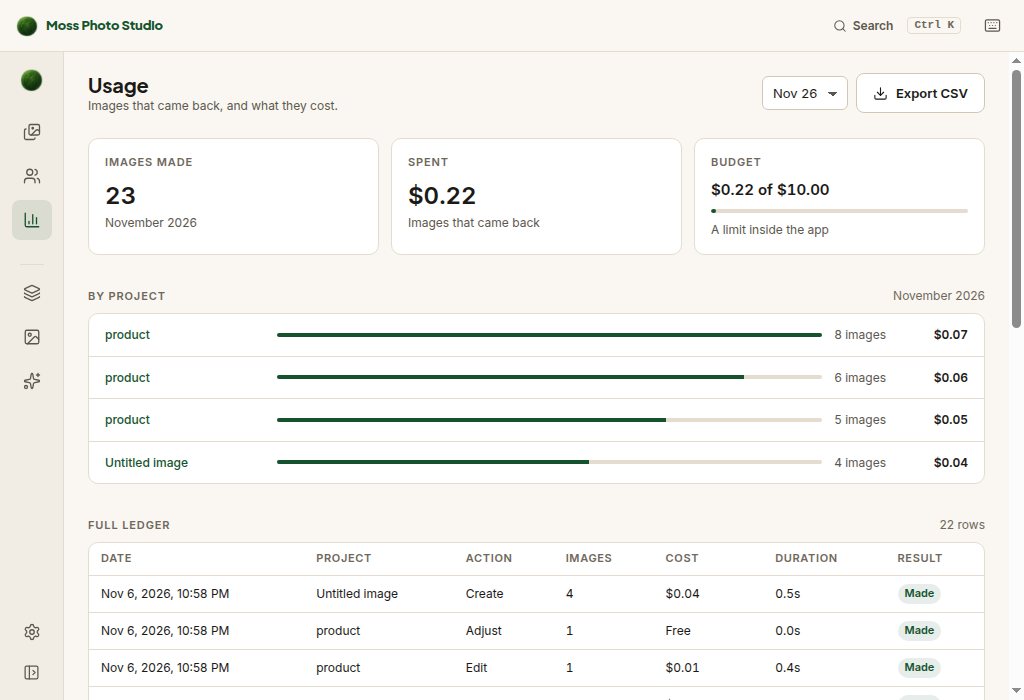 Moss Photo Studio
Search Ctrl K
Usage
Images that came back, and what they cost.
Nov 26
Export CSV
IMAGES MADE
23
November 2026
SPENT
$0.22
Images that came back
BUDGET
$0.22 of $10.00
A limit inside the app
BY PROJECT November 2026
product 8 images $0.07
product 6 images $0.06
product 5 images $0.05
Untitled image 4 images $0.04
FULL LEDGER 22 rows
DATE PROJECT ACTION IMAGES COST DURATION RESULT
Nov 6, 2026, 10:58 PM Untitled image Create 4 $0.04 0.5s Made
Nov 6, 2026, 10:58 PM product Adjust 1 Free 0.0s Made
Nov 6, 2026, 10:58 PM product Edit 1 $0.01 0.4s Made